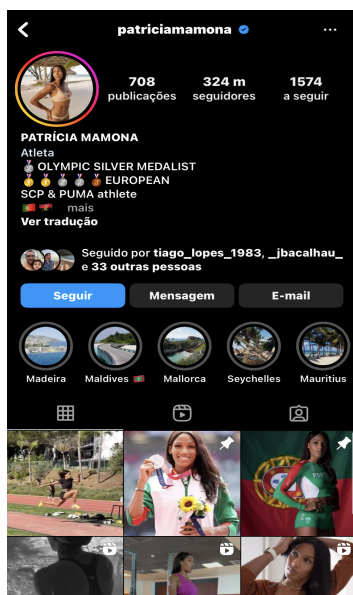 patriciamamona
708 324 m 1574
publicações seguidores a seguir
PATRÍCIA MAMONA
Atleta
🥈OLYMPIC SILVER MEDALIST
🥇🥇🥈🥈🥉EUROPEAN
SCP & PUMA athlete
mais
Ver tradução
Seguido por tiago_lopes_1983, _jbacalhau_
e 33 outras pessoas
Seguir Mensagem E-mail
Madeira Maldives Mallorca Seychelles Mauritius